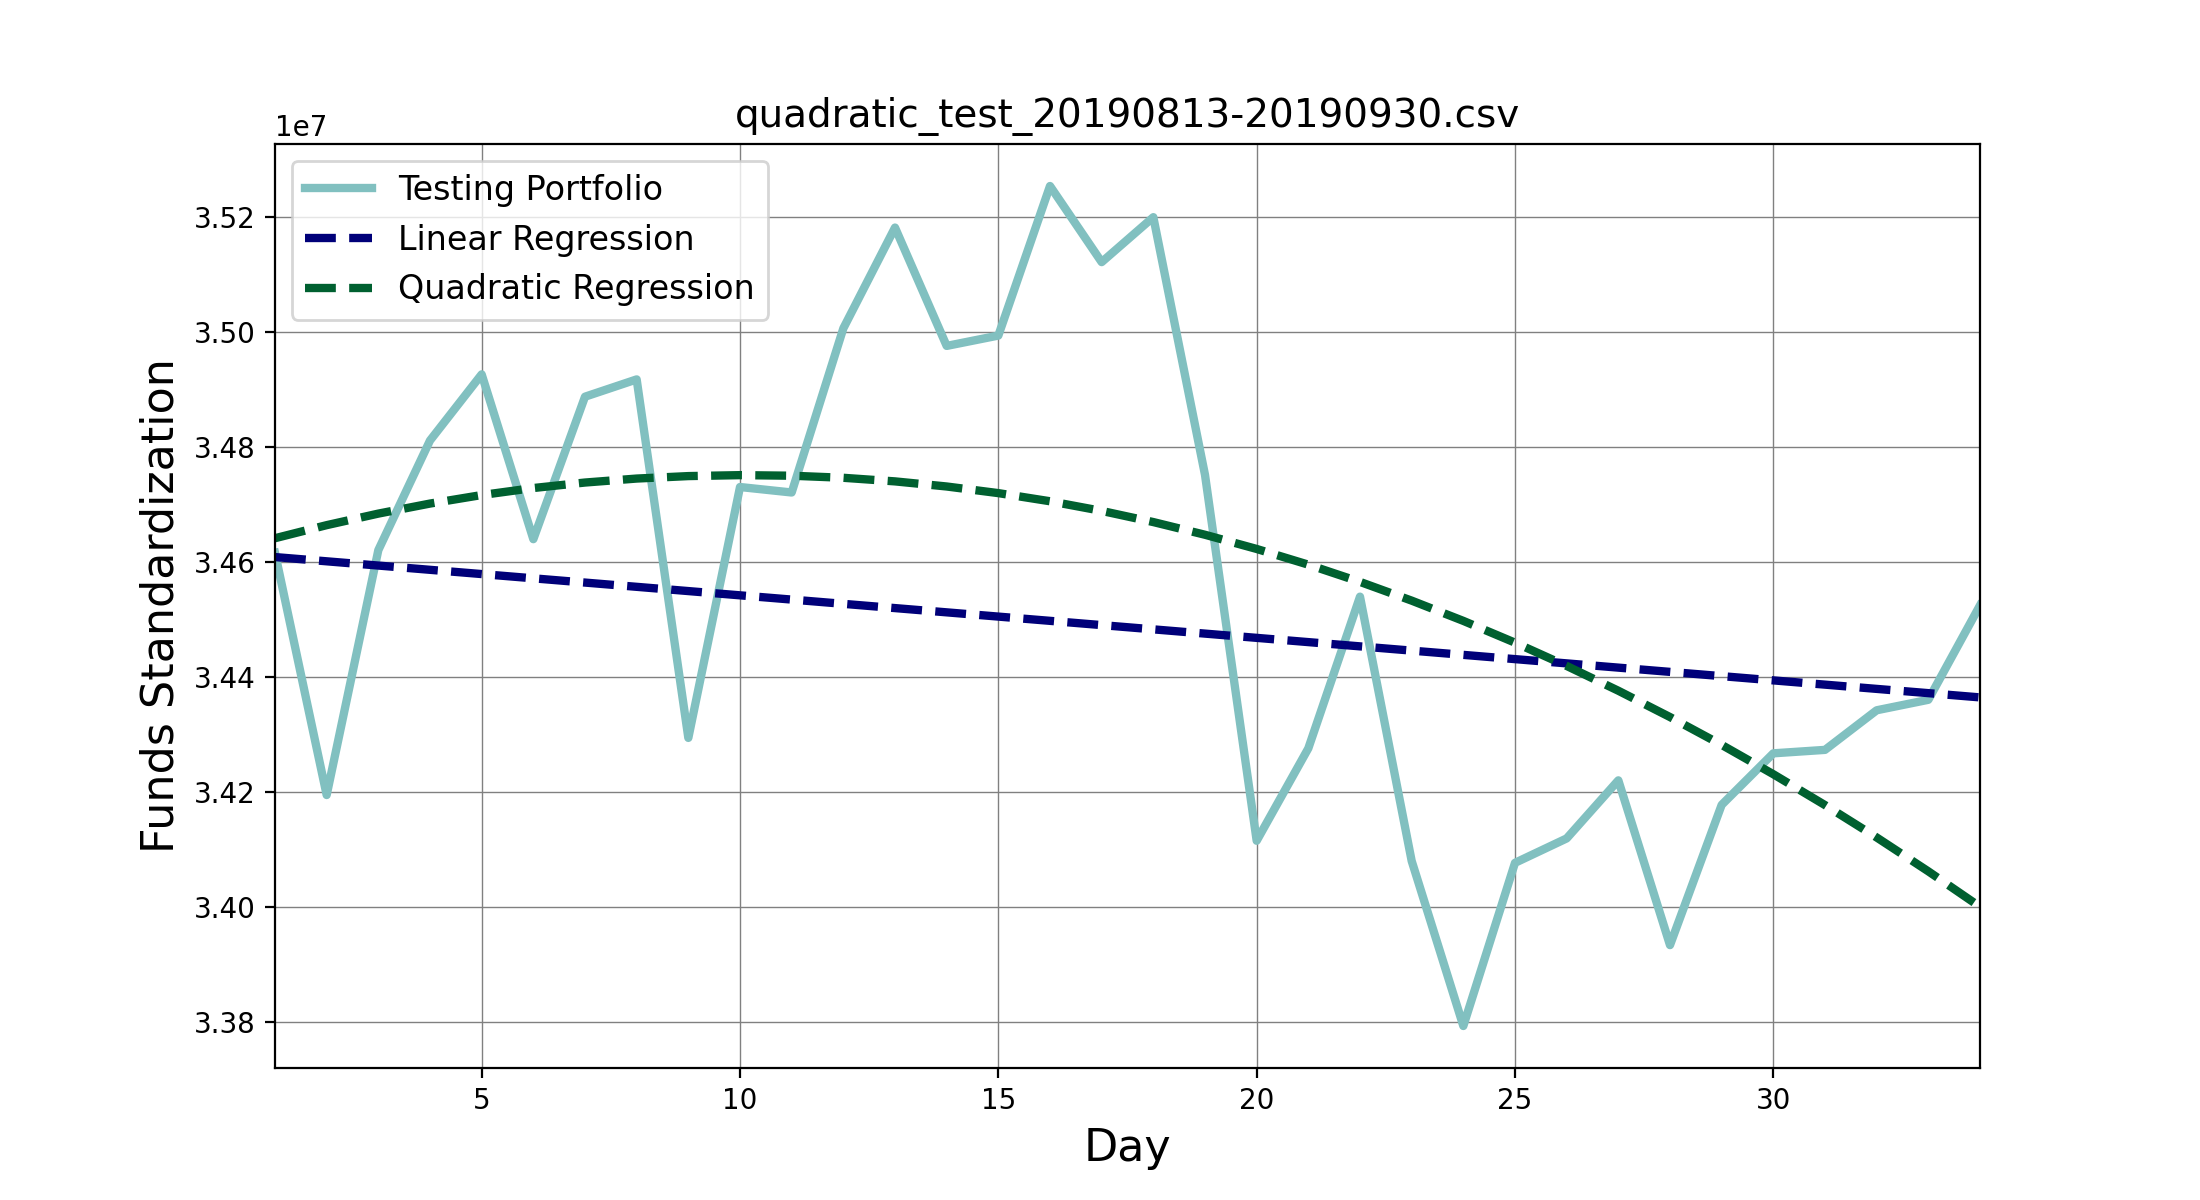 quadratic_test_20190813-20190930.csv
1e7
Testing Portfolio
Linear Regression
Quadratic Regression
3.52
3.50
3.48
3.46
3.44
3.42
3.40
3.38
Funds Standardization
5 10 15 20 25 30
Day